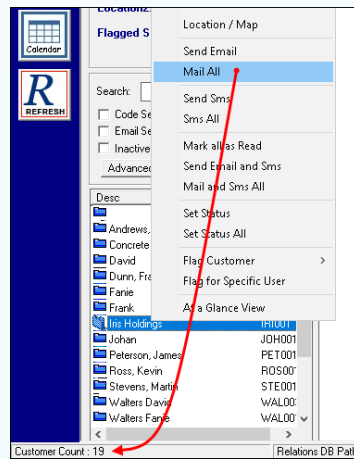 Locationz.
Flagged S
Calendar
R
REFRESH
Search:
Code Se
Email Se
Inactive
Advanced
Location / Map
Send Email
Mail All
Send Sms
Sms All
Mark all as Read
Send Email and Sms
Mail and Sms All
Set Status
Set Status All
Flag Customer >
Flag for Specific User
At a Glance View
Desc
Andrews,
Concrete
David
Dunn, Fra
Fanie
Frank
Iris Holdings IRI001
Johan JOH001
Peterson, James PET001
Ross, Kevin ROS00
Stevens, Martin STE001
Walters David WAL00
Walters Fanie WAL00
Customer Count : 19
Relations DB Path